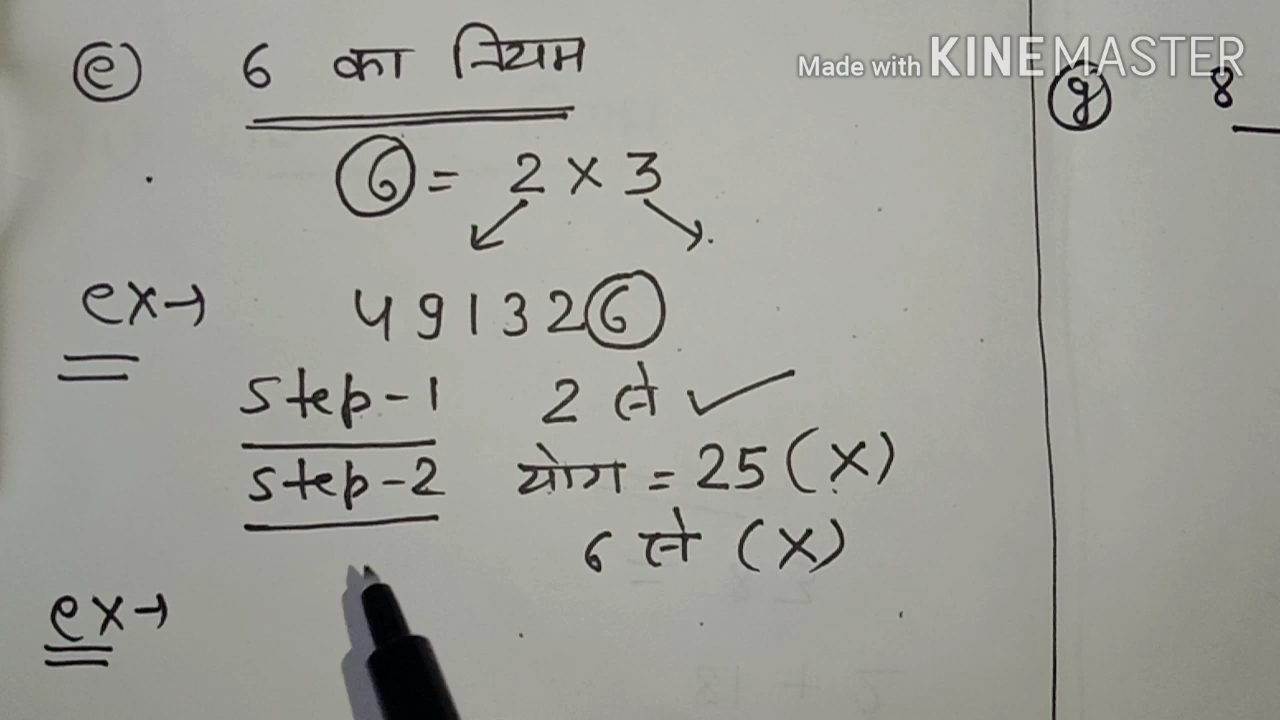 (e) 6 का नियम
6 = 2 × 3
ex→ 491326
Step-1 2 से ✓
Step-2 योग = 25 (×)
6 से (×)
ex→
(g) 8
Made with KINEMASTER